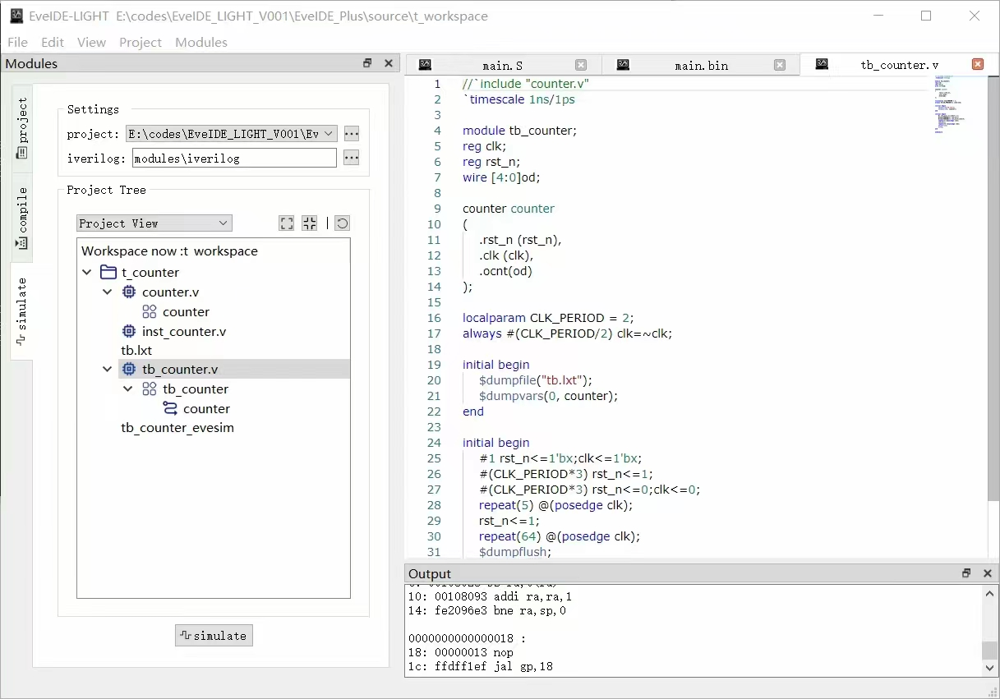 EveIDE-LIGHT E:\codes\EveIDE_LIGHT_V001\EveIDE_Plus\source\t_workspace
File Edit View Project Modules
Modules
project
compile
simulate
Settings
project: E:\codes\EveIDE_LIGHT_V001\Ev
iverilog: modules\iverilog
Project Tree
Project View
Workspace now :t workspace
t_counter
counter.v
counter
inst_counter.v
tb.lxt
tb_counter.v
tb_counter
counter
tb_counter_evesim
simulate
main.S main.bin tb_counter.v
1 //`include "counter.v"
2 `timescale 1ns/1ps
3
4 module tb_counter;
5 reg clk;
6 reg rst_n;
7 wire [4:0]od;
8
9 counter counter
10 (
11 .rst_n (rst_n),
12 .clk (clk),
13 .ocnt(od)
14 );
15
16 localparam CLK_PERIOD = 2;
17 always #(CLK_PERIOD/2) clk=~clk;
18
19 initial begin
20 $dumpfile("tb.lxt");
21 $dumpvars(0, counter);
22 end
23
24 initial begin
25 #1 rst_n<=1'bx;clk<=1'bx;
26 #(CLK_PERIOD*3) rst_n<=1;
27 #(CLK_PERIOD*3) rst_n<=0;clk<=0;
28 repeat(5) @(posedge clk);
29 rst_n<=1;
30 repeat(64) @(posedge clk);
31 $dumpflush;
Output
10: 00108093 addi ra,ra,1
14: fe2096e3 bne ra,sp,0
0000000000000018 :
18: 00000013 nop
1c: ffdff1ef jal gp,18